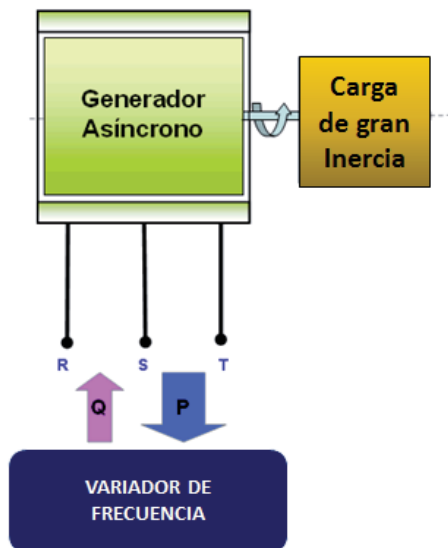 Generador
Asíncrono
Carga
de gran
Inercia
R S T
Q P
VARIADOR DE
FRECUENCIA